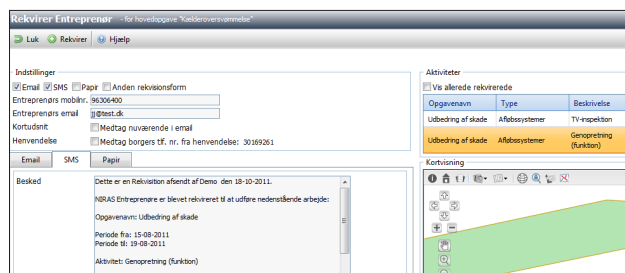 Rekvirer Entreprenør - for hovedopgave "Kælderoversvømmelse"
Luk Rekvirer Hjælp
Indstillinger
Email SMS Papir Anden rekvisionsform
Entreprenørs mobilnr. 96306400
Entreprenørs email jj@test.dk
Kortudsnit Medtag nuværende i email
Henvendelse Medtag borgers tlf. nr. fra henvendelse: 30169261
Email SMS Papir
Besked
Dette er en Rekvisition afsendt af Demo den 18-10-2011.
NIRAS Entreprenøre er blevet rekvireret til at udføre nedenstående arbejde:
Opgavenavn: Udbedring af skade
Periode fra: 15-08-2011
Periode til: 19-08-2011
Aktivitet: Genopretning (funktion)
Aktiviteter
Vis allerede rekvirerede
Opgavenavn Type Beskrivelse
Udbedring af skade Afløbssystemer TV-inspektion
Udbedring af skade Afløbssystemer Genopretning
(funktion)
Kortvisning